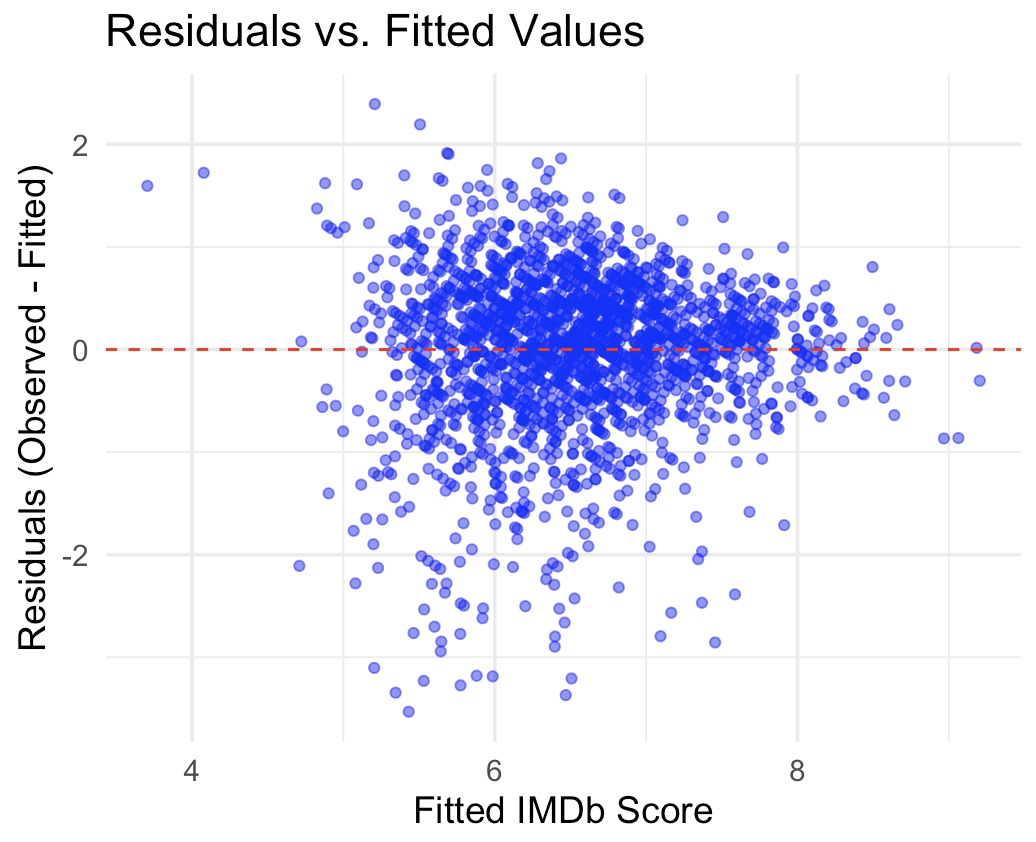 Residuals vs. Fitted Values
Residuals (Observed - Fitted)
2
0
-2
4 6 8
Fitted IMDb Score